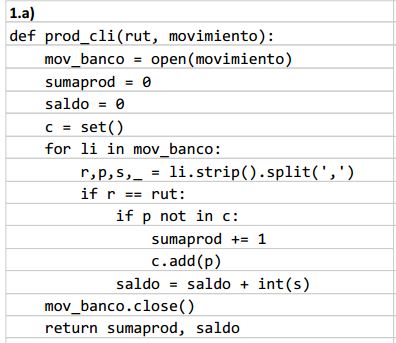 1.a)
def prod_cli(rut, movimiento):
    mov_banco = open(movimiento)
    sumaprod = 0
    saldo = 0
    c = set()
    for li in mov_banco:
        r,p,s,_ = li.strip().split(',')
        if r == rut:
            if p not in c:
                sumaprod += 1
                c.add(p)
            saldo = saldo + int(s)
    mov_banco.close()
    return sumaprod, saldo